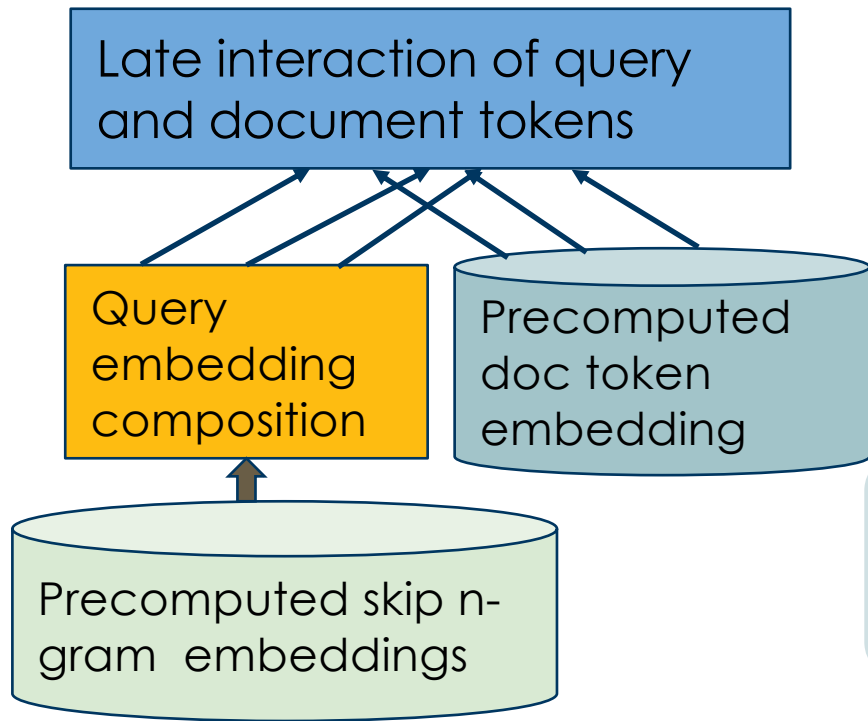 Late interaction of query
and document tokens
Query
embedding
composition
Precomputed
doc token
embedding
Precomputed skip n-
gram  embeddings